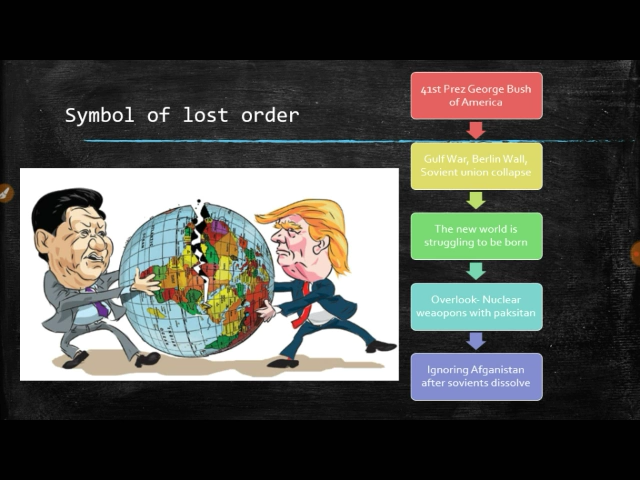 Symbol of lost order
41st Prez George Bush
of America
Gulf War, Berlin Wall,
Sovient union collapse
The new world is
struggling to be born
Overlook- Nuclear
weaopons with paksitan
Ignoring Afganistan
after sovients dissolve